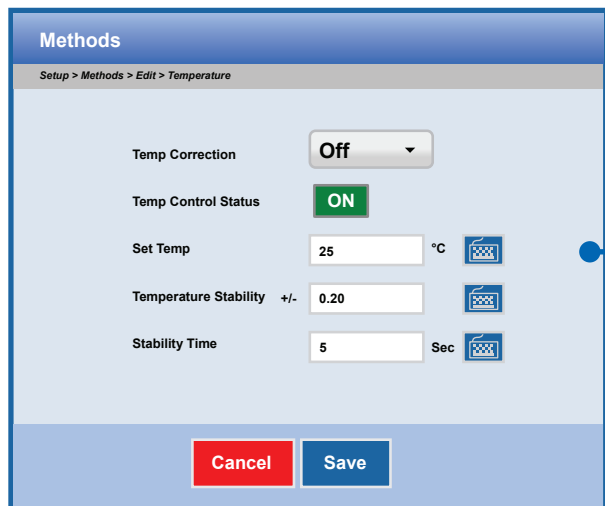 Methods
Setup > Methods > Edit > Temperature
Temp Correction Off
Temp Control Status ON
Set Temp 25 °C
Temperature Stability +/- 0.20
Stability Time 5 Sec
Cancel Save